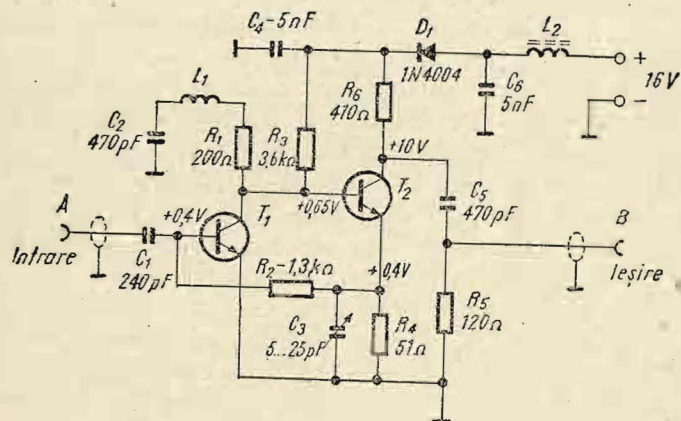 C4-5nF
D1
1N4004
L2
+
16V
-
C6
5nF
L1
C2
470pF
R1
200Ω
R3
3,6kΩ
R6
410Ω
+10V
T2
C5
470pF
A
Intrare
+0,4V
T1
+0,65V
C1
240pF
R2-1,3kΩ
+0,4V
C3
5...25pF
R4
51Ω
R5
120Ω
B
Ieșire